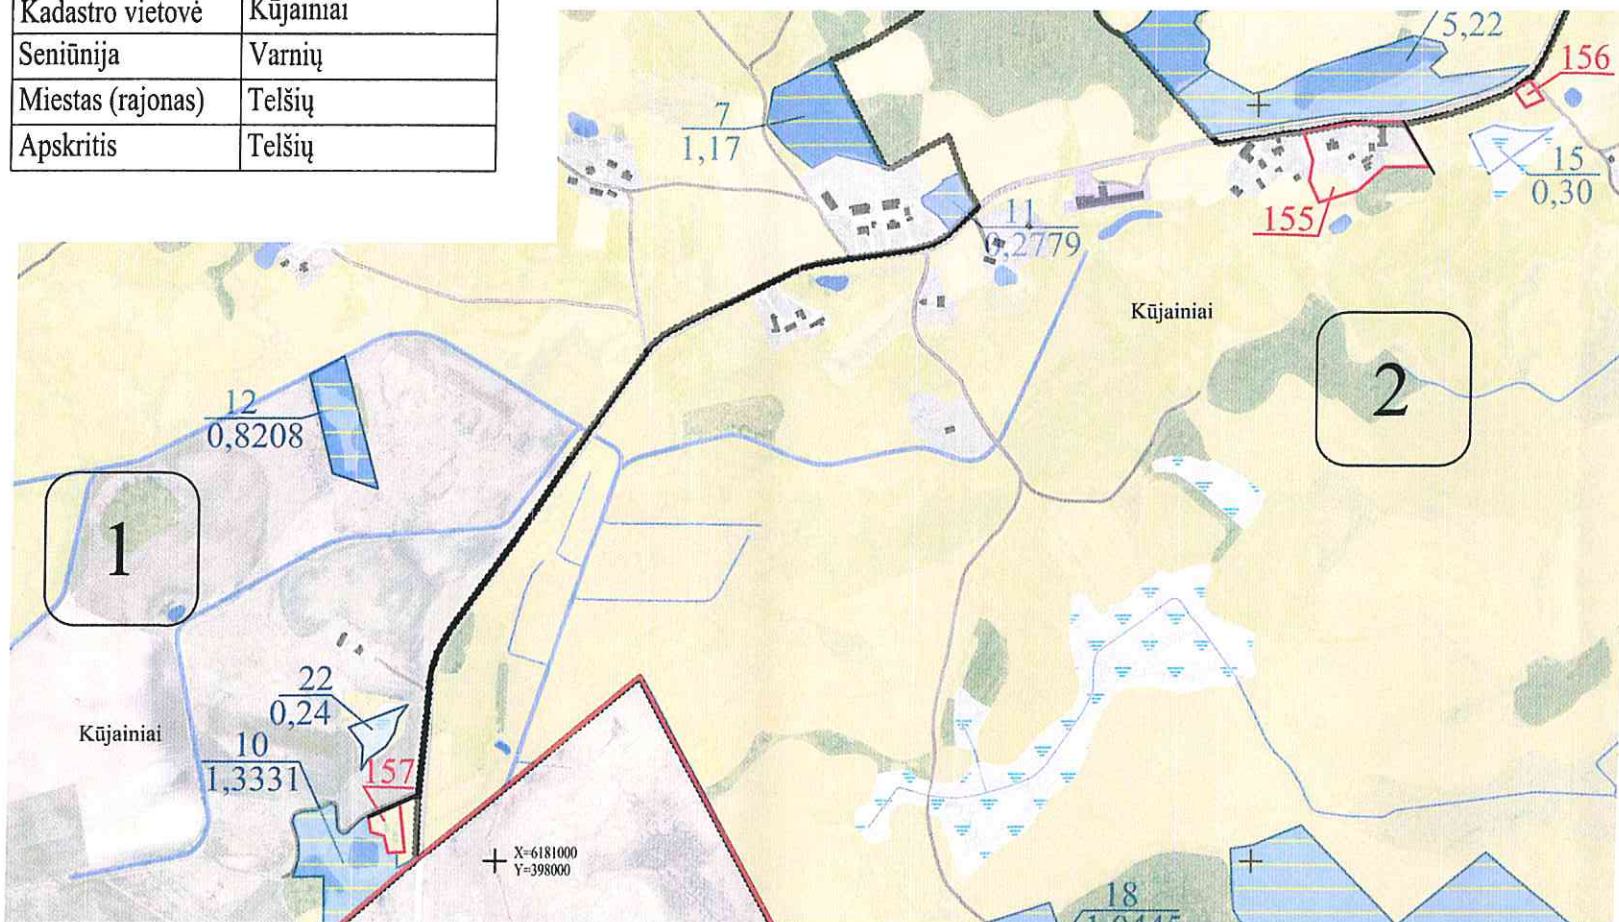 Kadastro vietovė Kūjainiai
Seniūnija Varnių
Miestas (rajonas) Telšių
Apskritis Telšių
5,22
156
7
1,17
15
0,30
155
11
0,2779
Kūjainiai
2
12
0,8208
1
22
0,24
Kūjainiai
10
1,3331
157
X=6181000
Y=398000
18